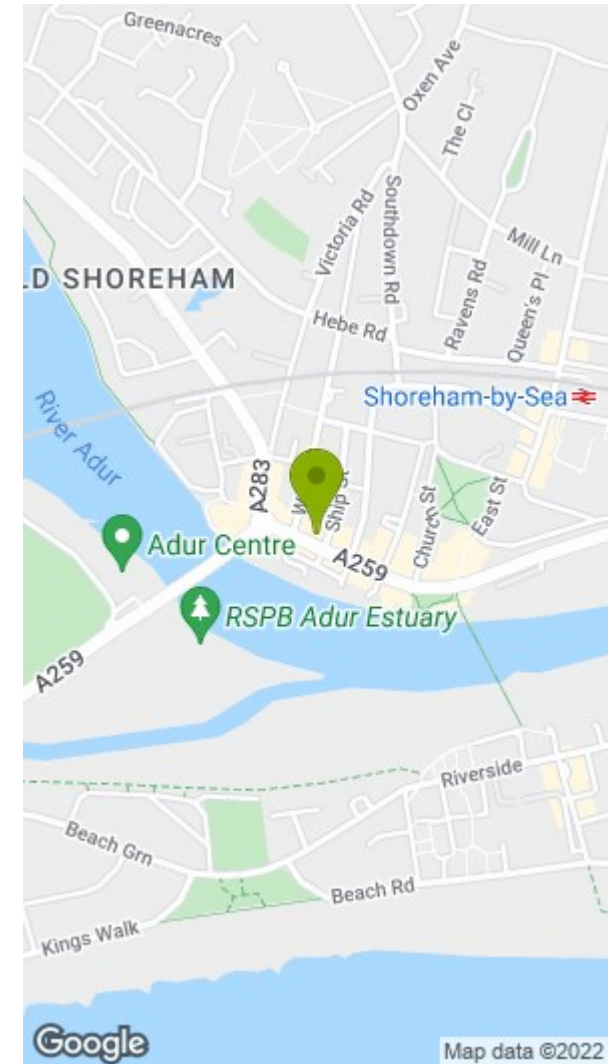 Greenacres
Oxen Ave
The Cl
Victoria Rd
Southdown Rd
Mill Ln
LD SHOREHAM
Ravens Rd
Queen's Pl
Hebe Rd
Shoreham-by-Sea
River Adur
A283
W
Ship St
Church St
East St
Adur Centre
A259
RSPB Adur Estuary
A259
Riverside
Beach Grn
Beach Rd
Kings Walk
Google
Map data ©2022